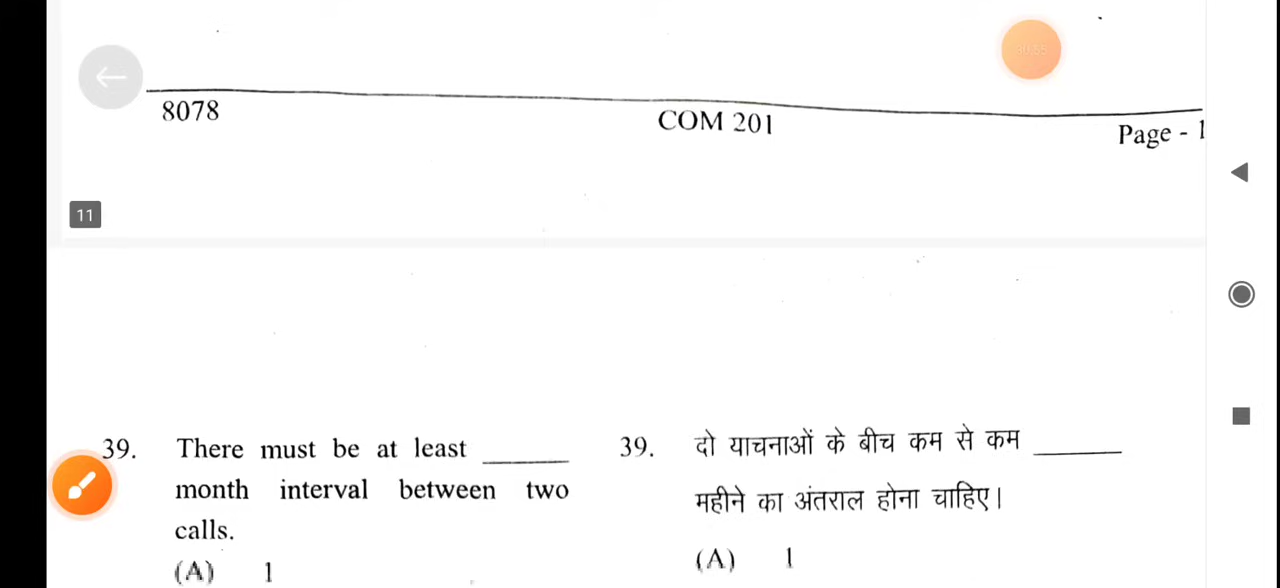 8078
COM 201
Page - 1
11
39. There must be at least ______
month interval between two
calls.
(A) 1
39. दो याचनाओं के बीच कम से कम ______
महीने का अंतराल होना चाहिए।
(A) 1